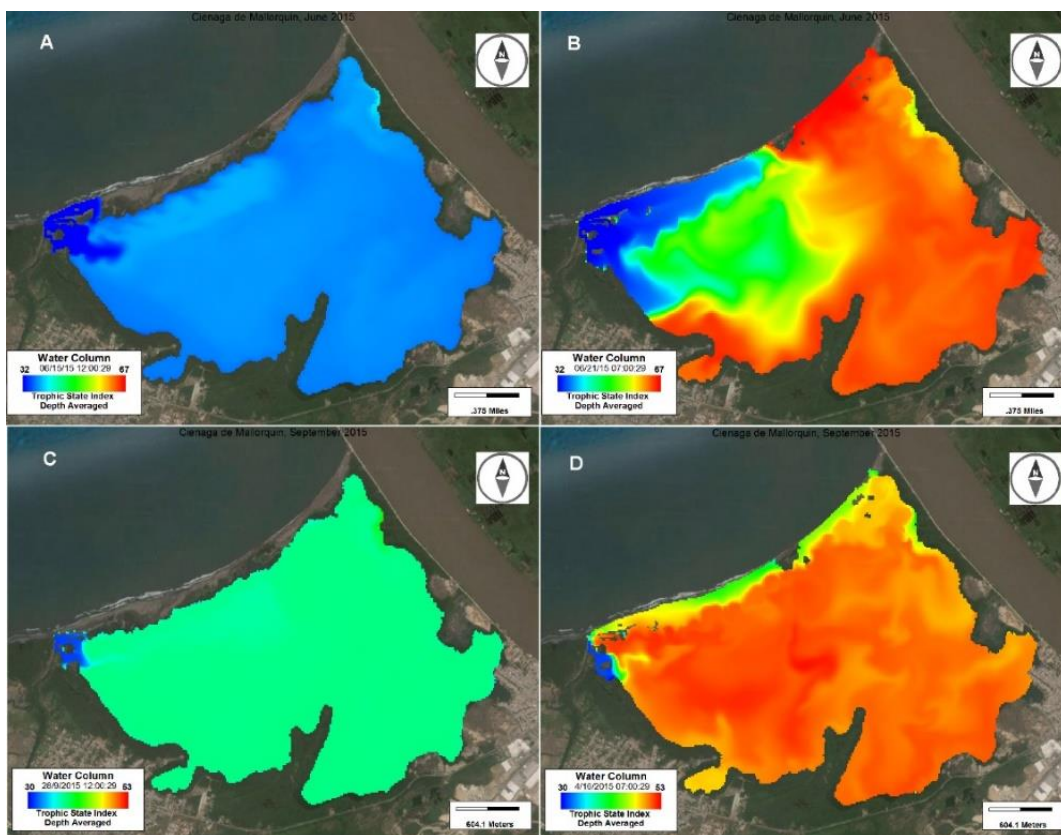 Cienaga de Mallorquin, June 2015
A
N
Water Column
06/15/15 12:00:29
32 67
Trophic State Index
Depth Averaged
.375 Miles
Cienaga de Mallorquin, June 2015
B
N
Water Column
06/21/15 07:00:29
32 67
Trophic State Index
Depth Averaged
.375 Miles
Cienaga de Mallorquin, September 2015
C
N
Water Column
28/9/2015 12:00:29
30 53
Trophic State Index
Depth Averaged
604.1 Meters
Cienaga de Mallorquin, September 2015
D
N
Water Column
4/16/2015 07:00:29
30 53
Trophic State Index
Depth Averaged
604.1 Meters